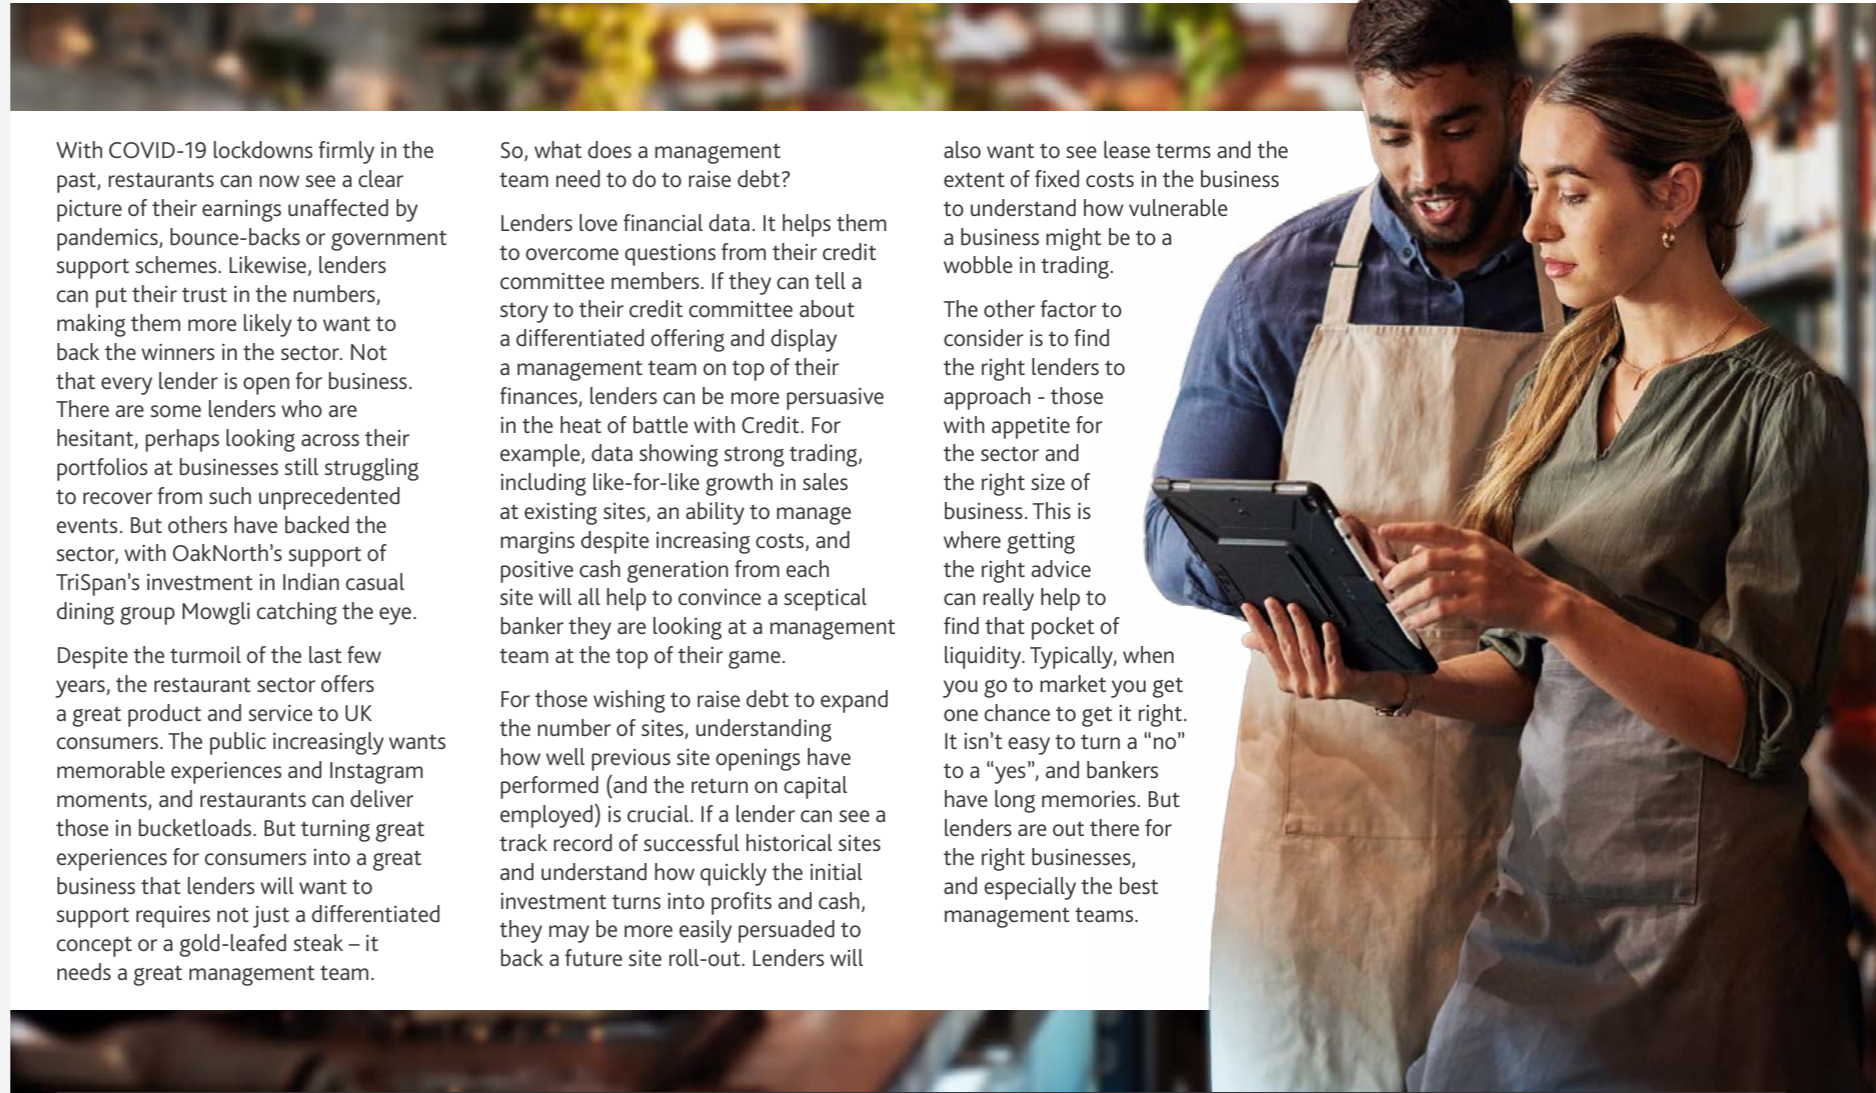 With COVID-19 lockdowns firmly in the
past, restaurants can now see a clear
picture of their earnings unaffected by
pandemics, bounce-backs or government
support schemes. Likewise, lenders
can put their trust in the numbers,
making them more likely to want to
back the winners in the sector. Not
that every lender is open for business.
There are some lenders who are
hesitant, perhaps looking across their
portfolios at businesses still struggling
to recover from such unprecedented
events. But others have backed the
sector, with OakNorth's support of
TriSpan's investment in Indian casual
dining group Mowgli catching the eye.
Despite the turmoil of the last few
years, the restaurant sector offers
a great product and service to UK
consumers. The public increasingly wants
memorable experiences and Instagram
moments, and restaurants can deliver
those in bucketloads. But turning great
experiences for consumers into a great
business that lenders will want to
support requires not just a differentiated
concept or a gold-leafed steak – it
needs a great management team.
So, what does a management
team need to do to raise debt?
Lenders love financial data. It helps them
to overcome questions from their credit
committee members. If they can tell a
story to their credit committee about
a differentiated offering and display
a management team on top of their
finances, lenders can be more persuasive
in the heat of battle with Credit. For
example, data showing strong trading,
including like-for-like growth in sales
at existing sites, an ability to manage
margins despite increasing costs, and
positive cash generation from each
site will all help to convince a sceptical
banker they are looking at a management
team at the top of their game.
For those wishing to raise debt to expand
the number of sites, understanding
how well previous site openings have
performed (and the return on capital
employed) is crucial. If a lender can see a
track record of successful historical sites
and understand how quickly the initial
investment turns into profits and cash,
they may be more easily persuaded to
back a future site roll-out. Lenders will
also want to see lease terms and the
extent of fixed costs in the business
to understand how vulnerable
a business might be to a
wobble in trading.
The other factor to
consider is to find
the right lenders to
approach - those
with appetite for
the sector and
the right size of
business. This is
where getting
the right advice
can really help to
find that pocket of
liquidity. Typically, when
you go to market you get
one chance to get it right.
It isn't easy to turn a “no”
to a “yes”, and bankers
have long memories. But
lenders are out there for
the right businesses,
and especially the best
management teams.